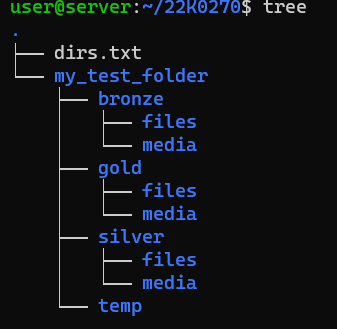 user@server:~/22K0270$ tree
.
├── dirs.txt
└── my_test_folder
    ├── bronze
    │   ├── files
    │   └── media
    ├── gold
    │   ├── files
    │   └── media
    ├── silver
    │   ├── files
    │   └── media
    └── temp